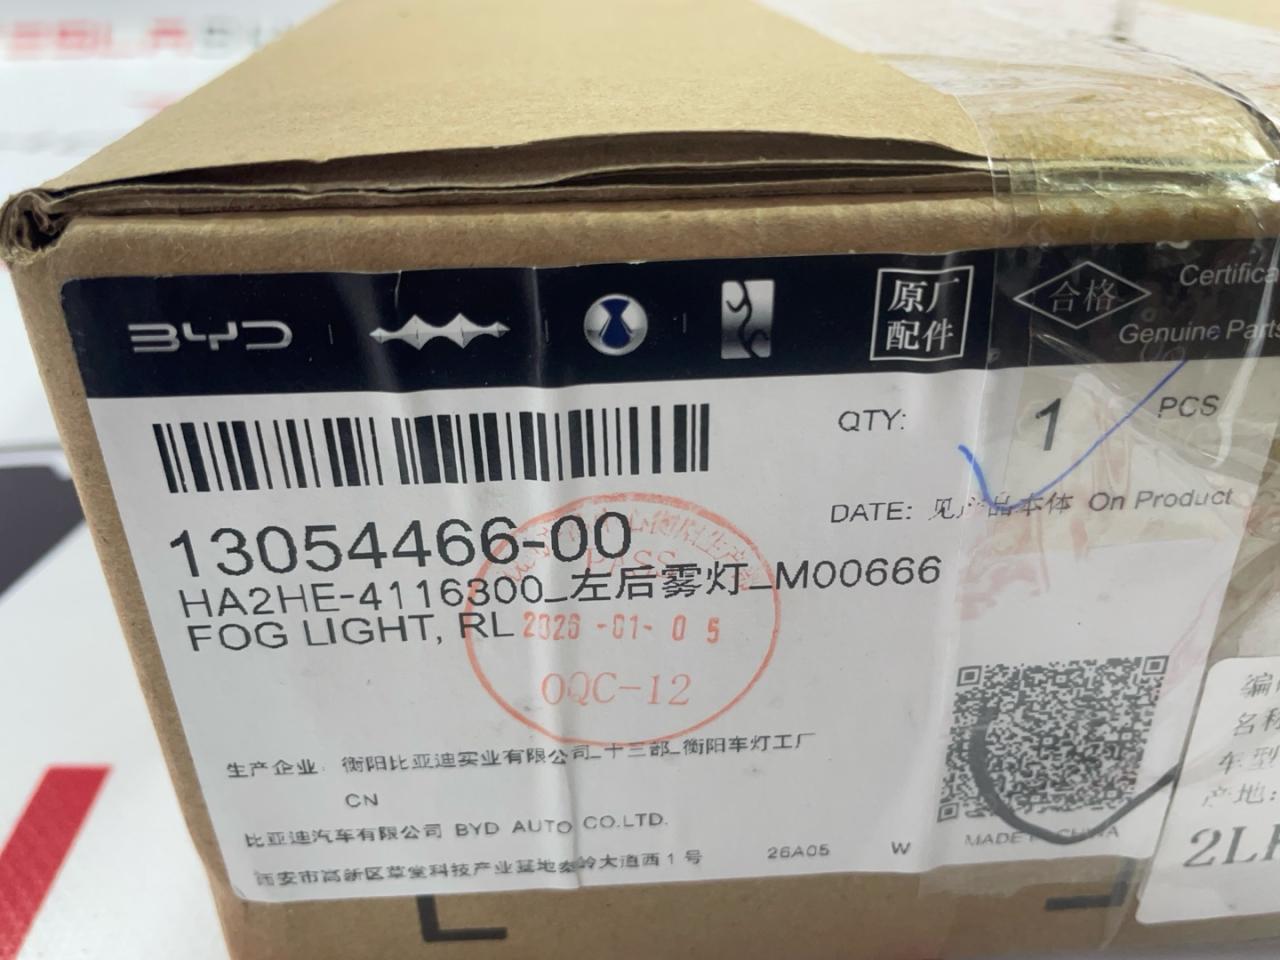 BYD
原厂
配件
合格
Certifica
Genuine Parts
QTY: 1 PCS
DATE: 见产品本体 On Product
13054466-00
HA2HE-4116300_左后雾灯_M00666
FOG LIGHT, RL
PASS
2026-01-05
OQC-12
生产企业: 衡阳比亚迪实业有限公司_十三部_衡阳车灯工厂
CN
比亚迪汽车有限公司 BYD AUTO CO.LTD.
西安市高新区草堂科技产业基地秦岭大道西1号
26A05 W
MADE IN CHINA
名称
车型
产地: